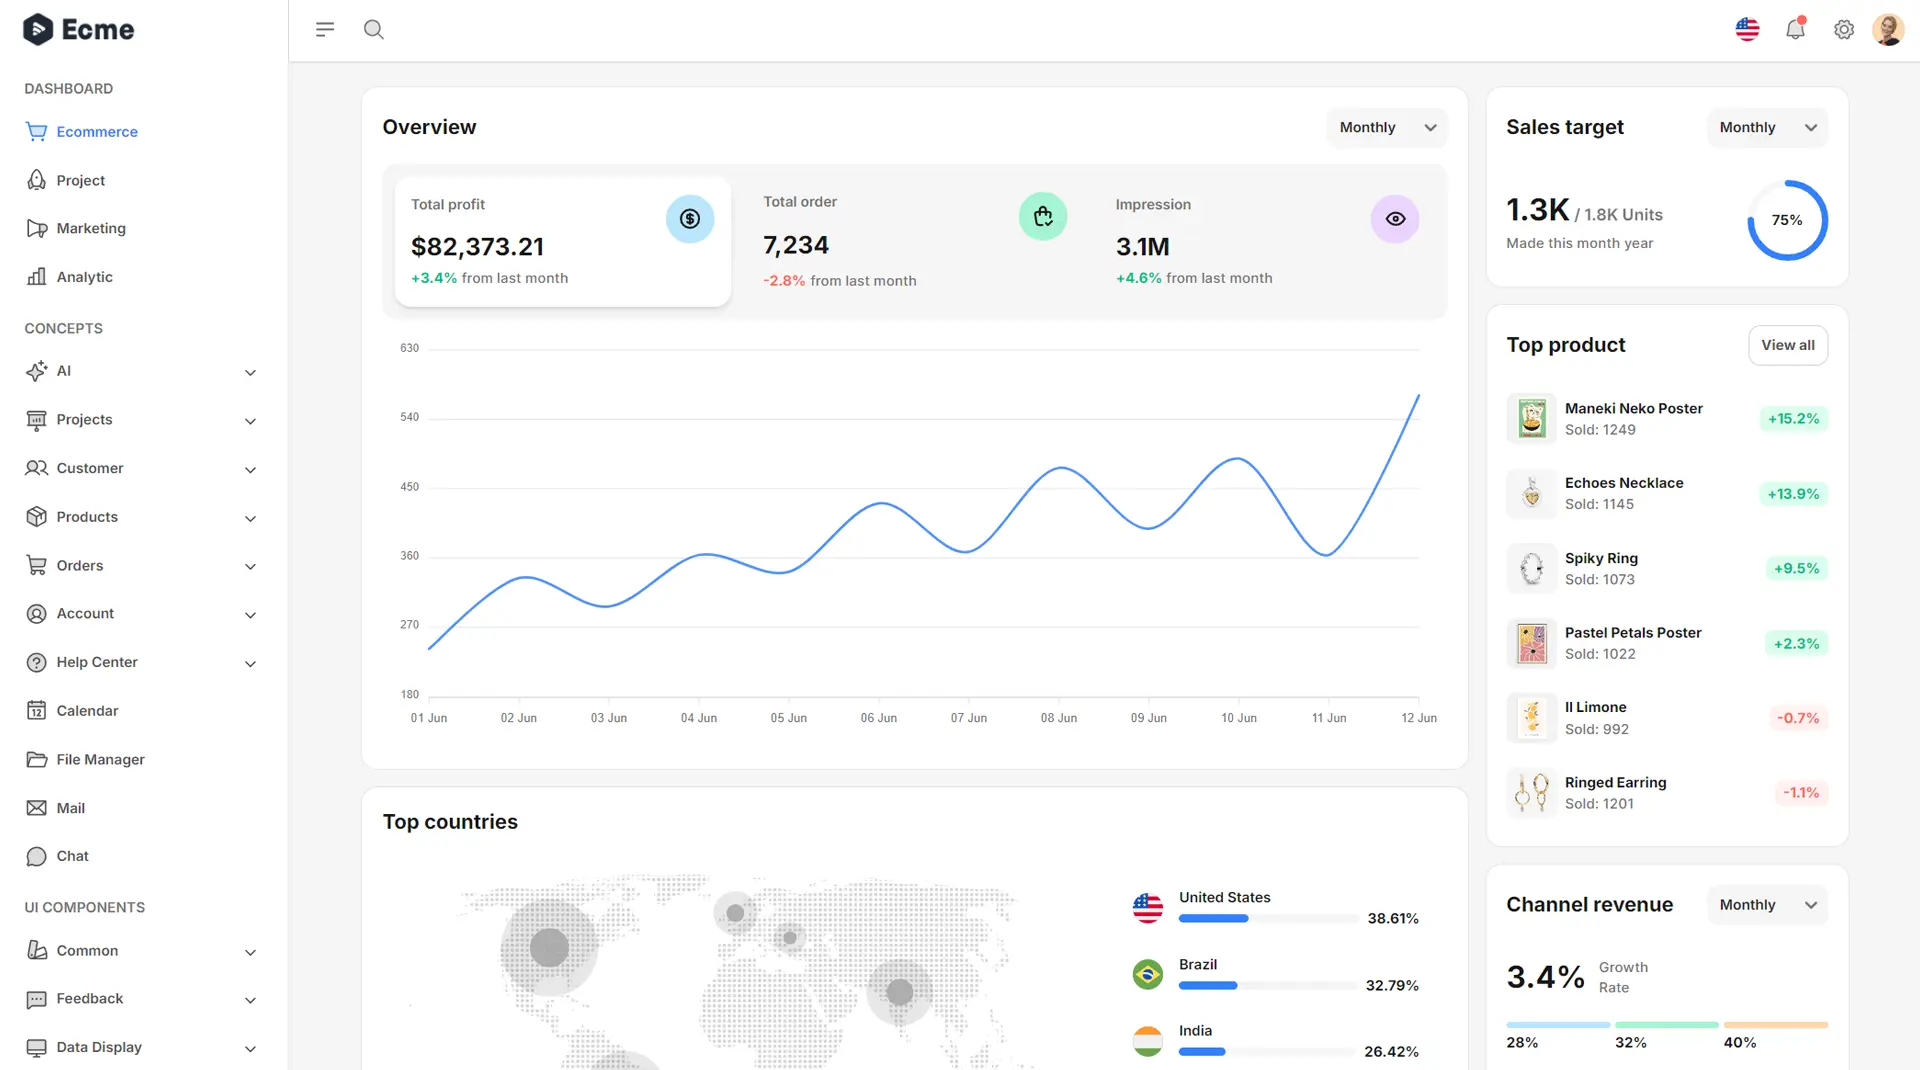 Ecme
DASHBOARD
Ecommerce
Project
Marketing
Analytic
CONCEPTS
AI
Projects
Customer
Products
Orders
Account
Help Center
12
Calendar
File Manager
Mail
Chat
UI COMPONENTS
Common
Feedback
Data Display
Overview
Monthly
Total profit
$82,373.21
+3.4% from last month
Total order
7,234
-2.8% from last month
Impression
3.1M
+4.6% from last month
630
540
450
360
270
180
01 Jun 02 Jun 03 Jun 04 Jun 05 Jun 06 Jun 07 Jun 08 Jun 09 Jun 10 Jun 11 Jun 12 Jun
Top countries
United States
38.61%
Brazil
32.79%
India
26.42%
Sales target
Monthly
1.3K / 1.8K Units
Made this month year
75%
Top product
View all
Maneki Neko Poster
Sold: 1249
+15.2%
Echoes Necklace
Sold: 1145
+13.9%
Spiky Ring
Sold: 1073
+9.5%
Pastel Petals Poster
Sold: 1022
+2.3%
Il Limone
Sold: 992
-0.7%
Ringed Earring
Sold: 1201
-1.1%
Channel revenue
Monthly
3.4% Growth
Rate
28% 32% 40%